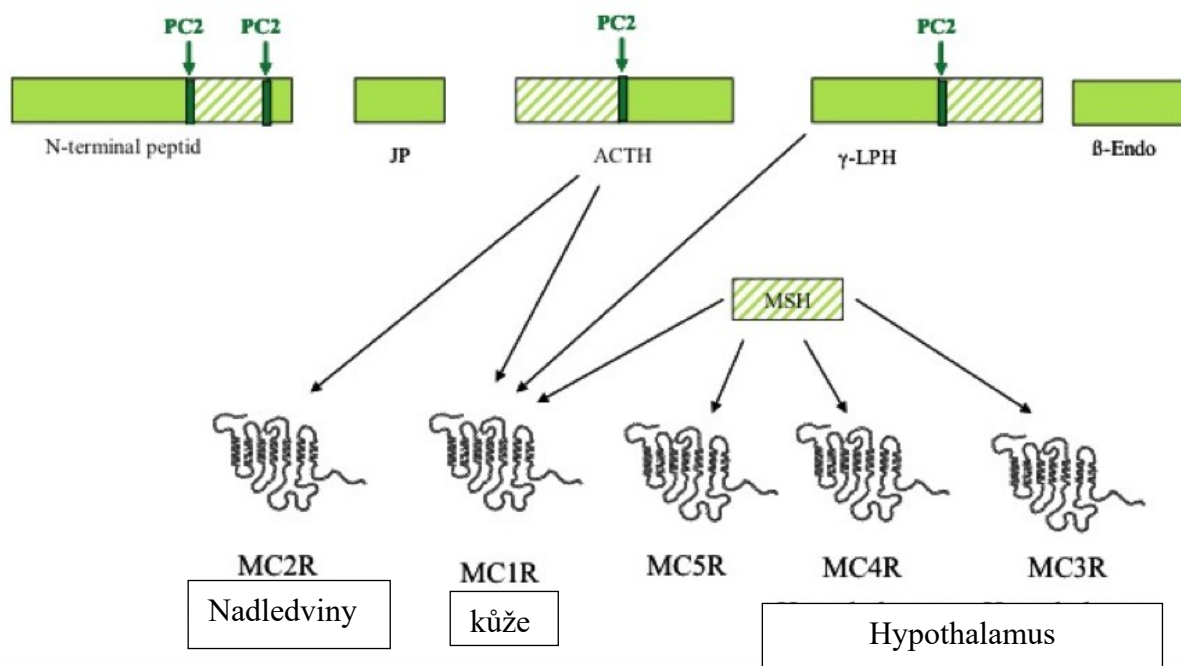 PC2 PC2 PC2 PC2
N-terminal peptid JP ACTH γ-LPH ß-Endo
MSH
MC2R MC1R MC5R MC4R MC3R
Nadledviny kůže Hypothalamus